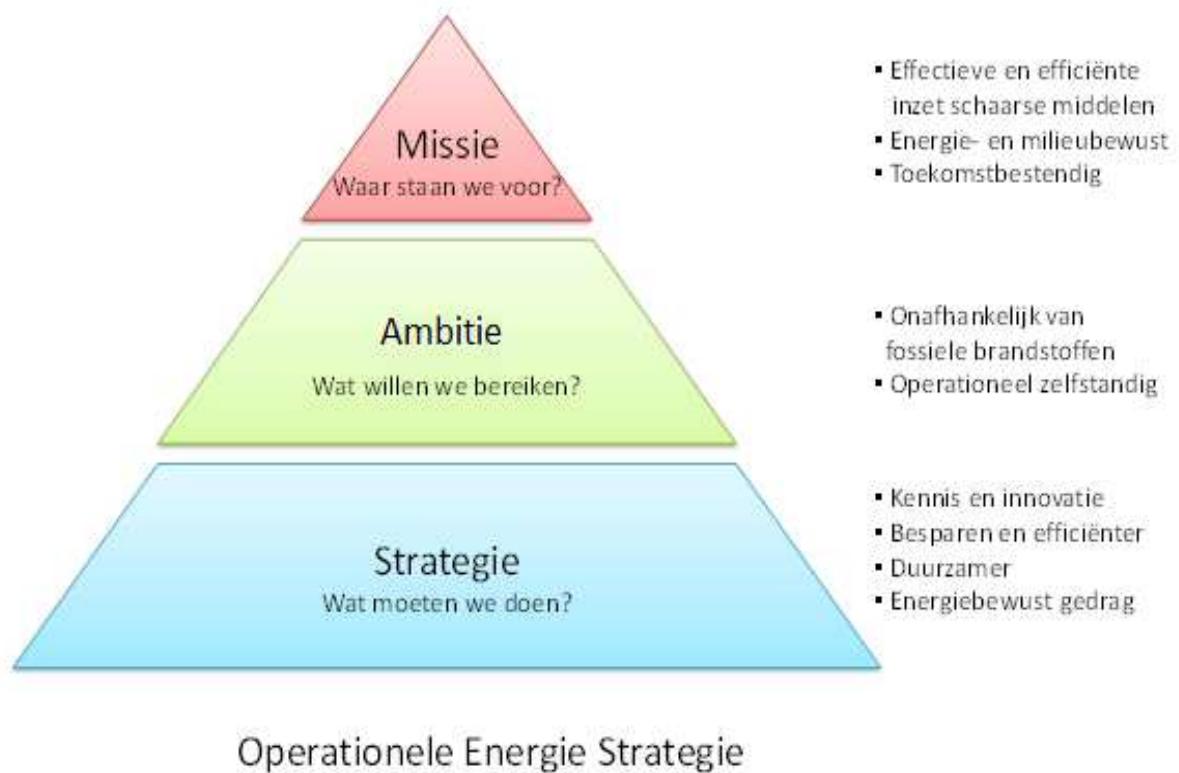 Missie
Waar staan we voor?
▪ Effectieve en efficiënte
inzet schaarse middelen
▪ Energie- en milieubewust
▪ Toekomstbestendig
Ambitie
Wat willen we bereiken?
▪ Onafhankelijk van
fossiele brandstoffen
▪ Operationeel zelfstandig
Strategie
Wat moeten we doen?
▪ Kennis en innovatie
▪ Besparen en efficiënter
▪ Duurzamer
▪ Energiebewust gedrag
Operationele Energie Strategie